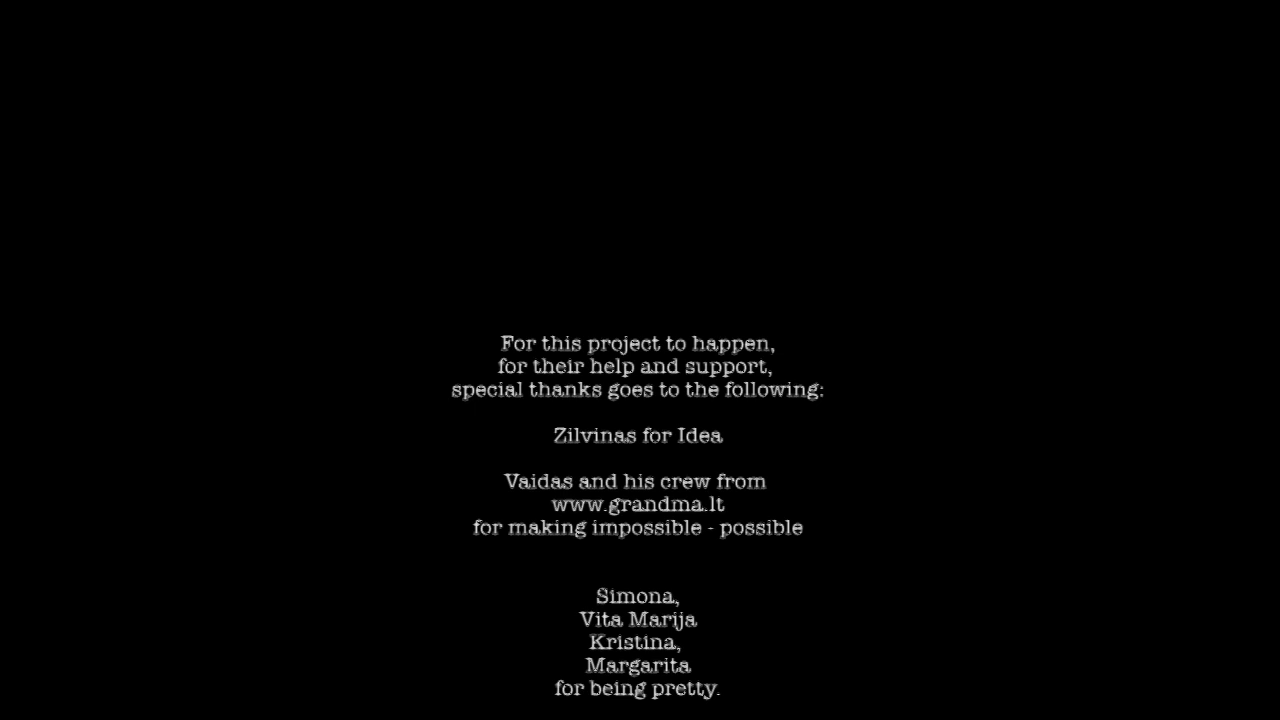 For this project to happen,
for their help and support,
special thanks goes to the following:
Zilvinas for Idea
Vaidas and his crew from
www.grandma.lt
for making impossible - possible
Simona,
Vita Marija
Kristina,
Margarita
for being pretty.